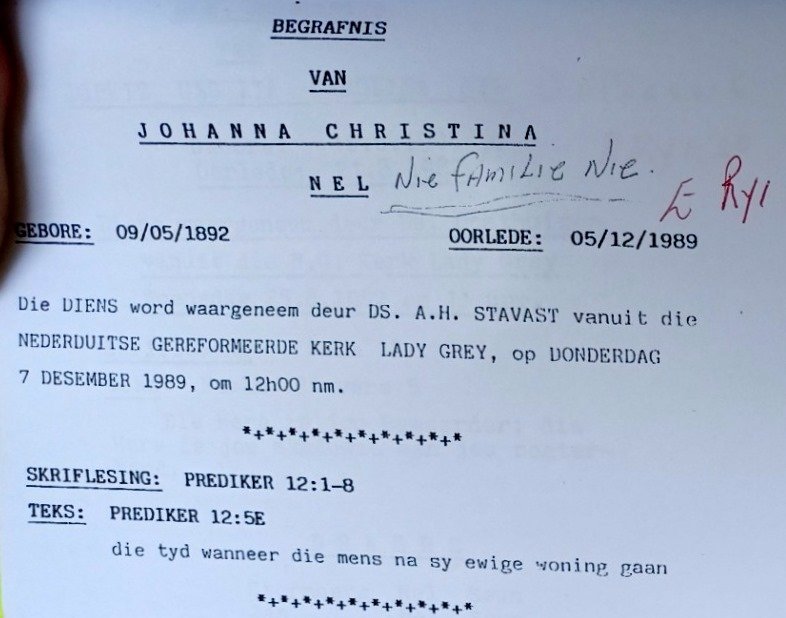 BEGRAFNIS
VAN
JOHANNA CHRISTINA
NEL Nie familie Nie.
GEBORE: 09/05/1892 OORLEDE: 05/12/1989
Die DIENS word waargeneem deur DS. A.H. STAVAST vanuit die
NEDERDUITSE GEREFORMEERDE KERK LADY GREY, op DONDERDAG
7 DESEMBER 1989, om 12h00 nm.
*+*+*+*+*+*+*+*+*+*
SKRIFLESING: PREDIKER 12:1-8
TEKS: PREDIKER 12:5E
die tyd wanneer die mens na sy ewige woning gaan
*+*+*+*+*+*+*+*+*+*